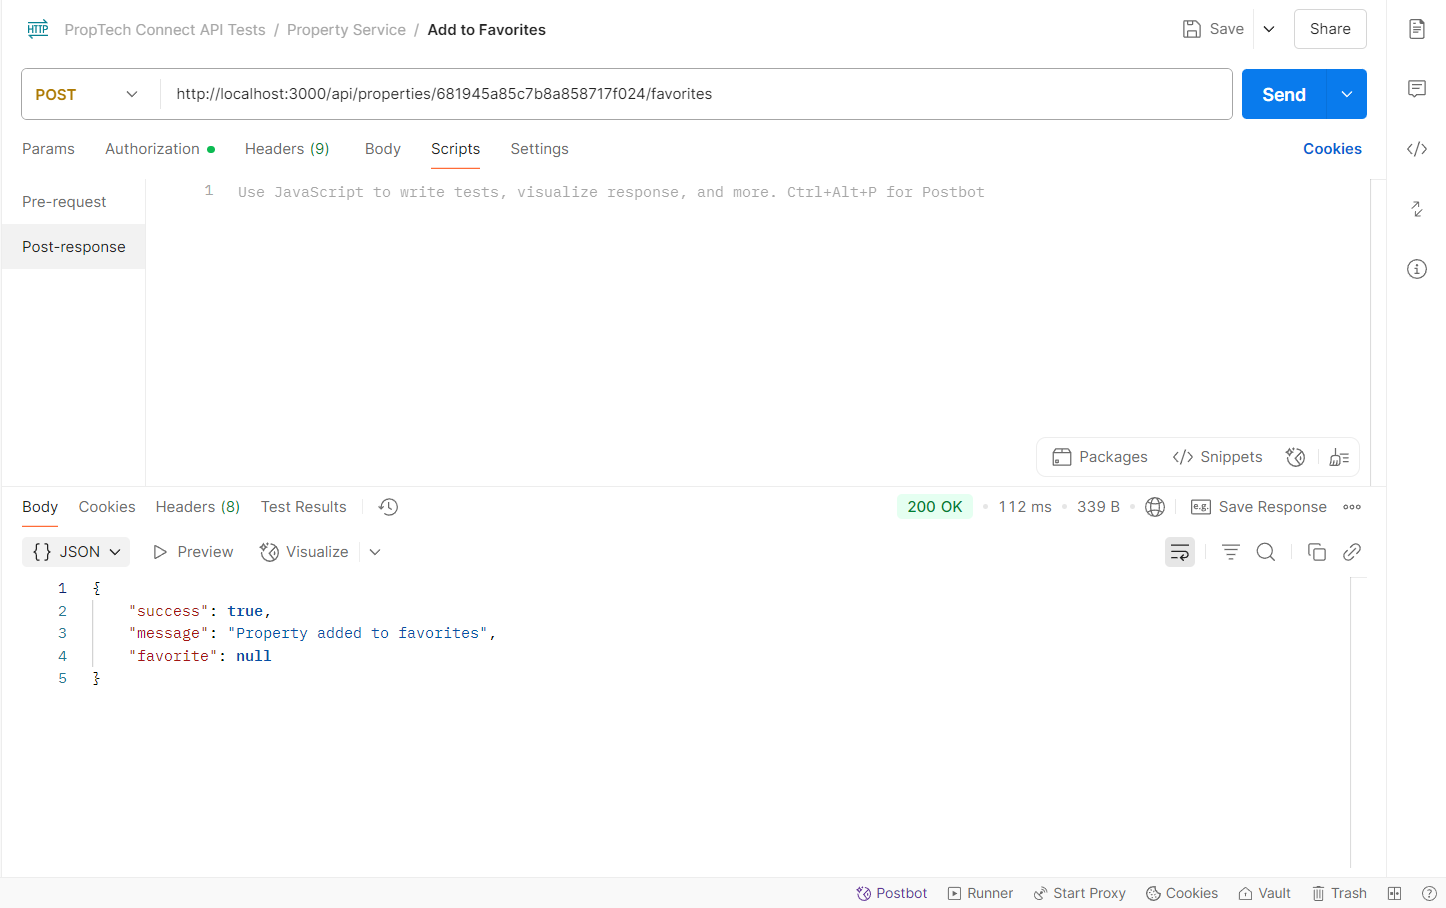 HTTP PropTech Connect API Tests / Property Service / Add to Favorites Save Share
POST http://localhost:3000/api/properties/681945a85c7b8a858717f024/favorites Send
Params Authorization Headers (9) Body Scripts Settings Cookies
Pre-request
1 Use JavaScript to write tests, visualize response, and more. Ctrl+Alt+P for Postbot
Post-response
Packages </> Snippets
Body Cookies Headers (8) Test Results 200 OK • 112 ms • 339 B • e.g. Save Response
{} JSON Preview Visualize
1 {
2 "success": true,
3 "message": "Property added to favorites",
4 "favorite": null
5 }
Postbot Runner Start Proxy Cookies Vault Trash